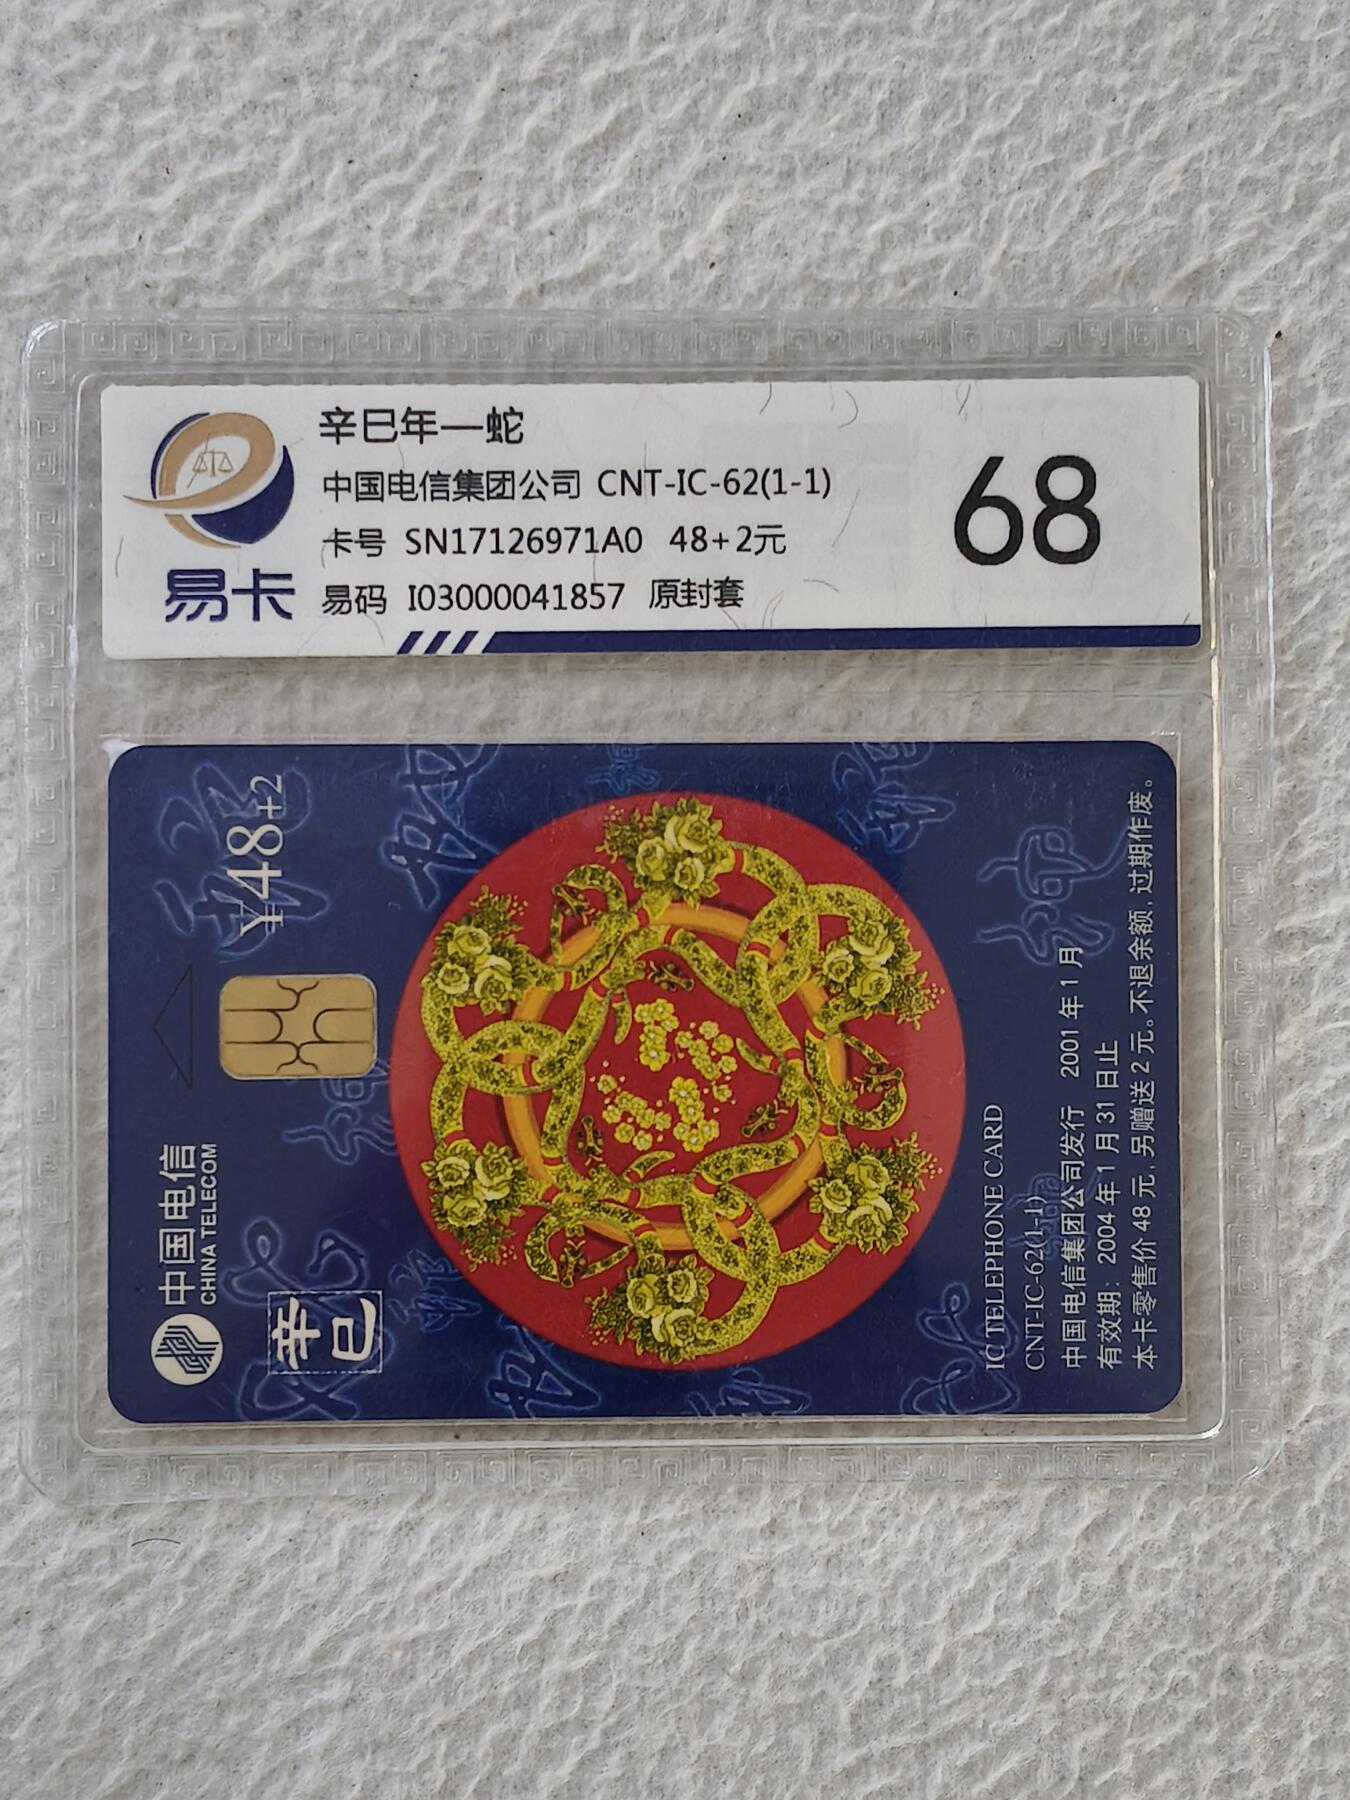 辛巳年—蛇
中国电信集团公司 CNT-IC-62(1-1)
卡号 SN17126971A0 48+2元
易码 I03000041857 原封套
易卡
68
中国电信
CHINA TELECOM
¥48+2
辛巳
IC TELEPHONE CARD
CNT-IC-62(1-1)
中国电信集团公司发行 2001年1月
有效期：2004年1月31日止
本卡零售价48元,另赠送2元。不退余额,过期作废。